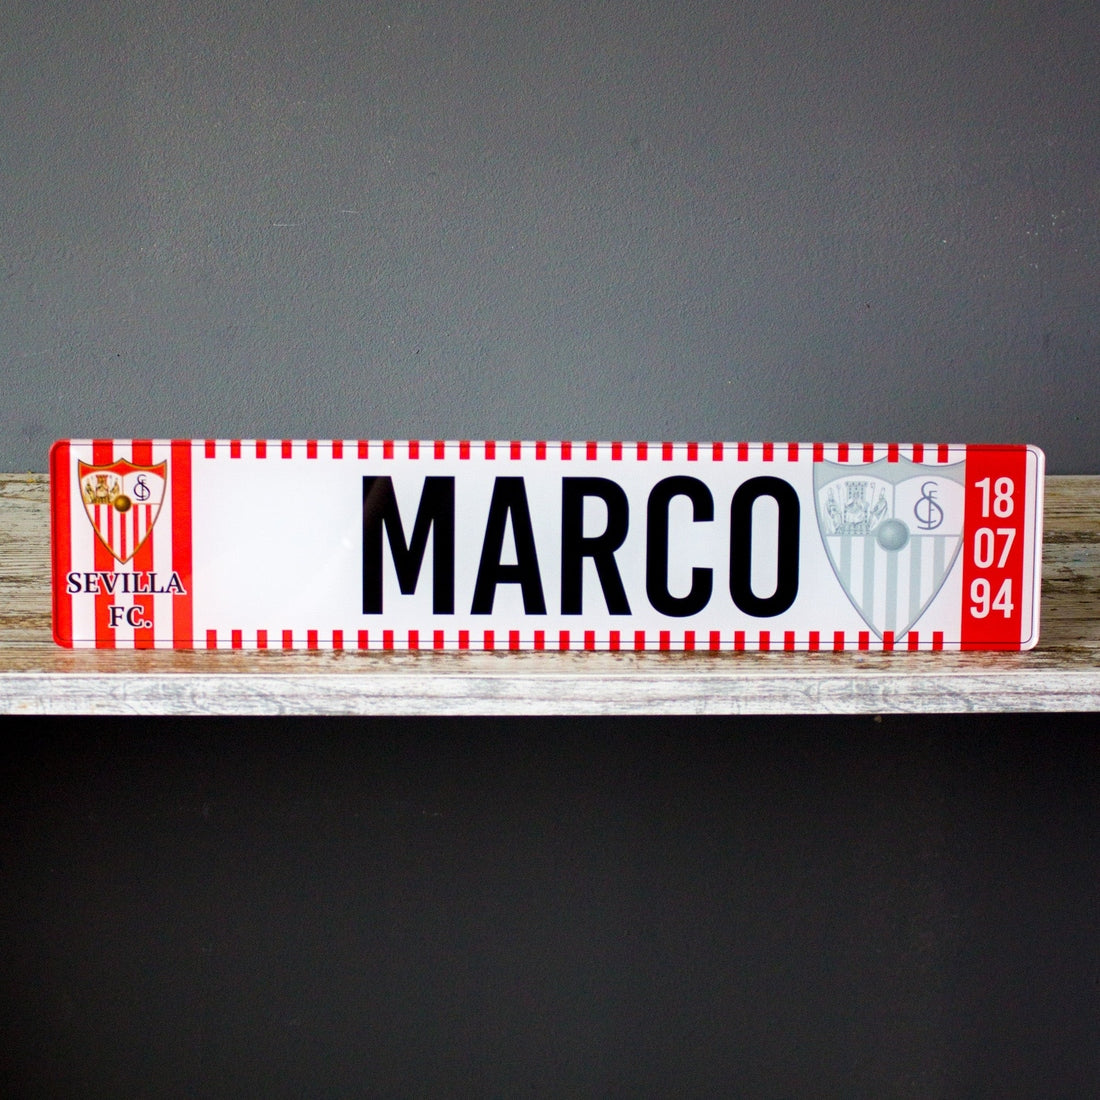 SEVILLA
FC.
MARCO
18
07
94